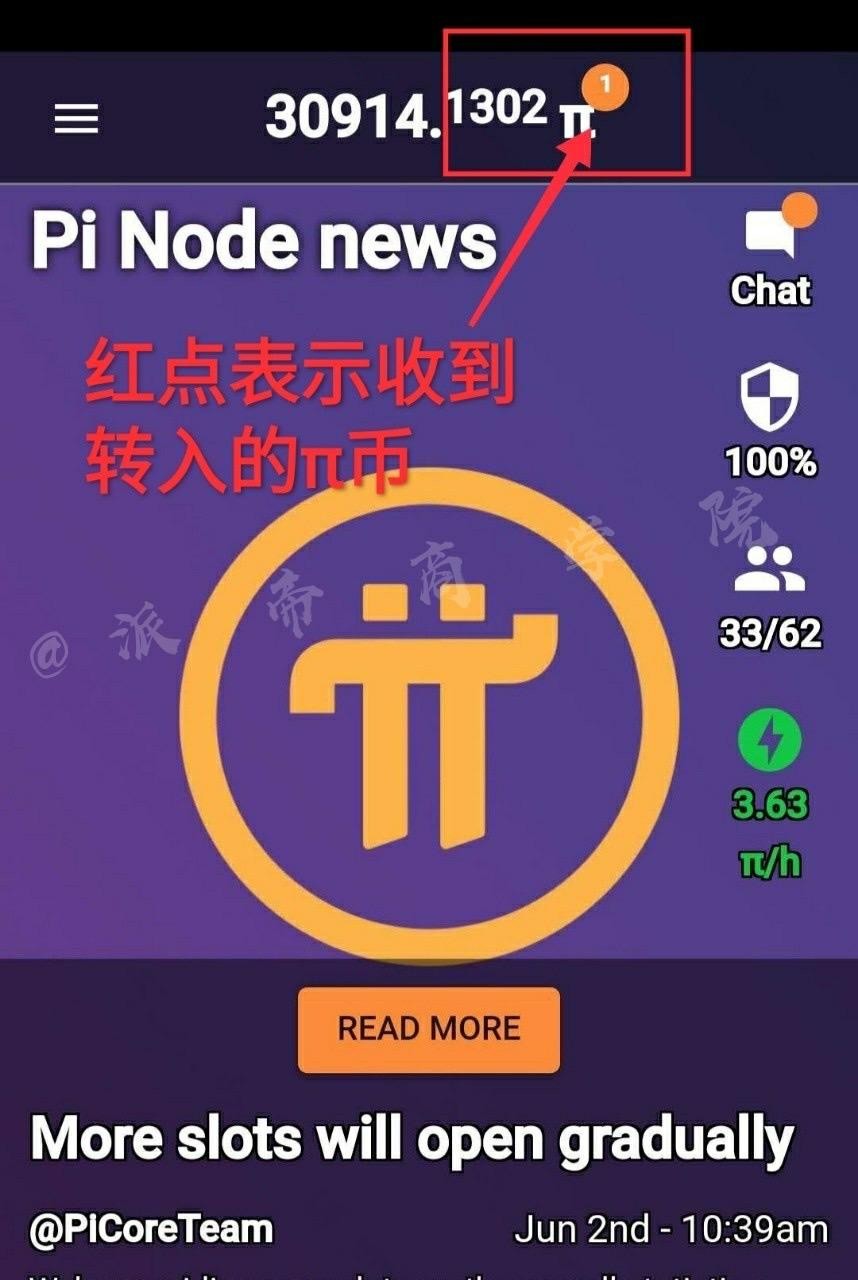 30914.1302 π
1
Pi Node news
Chat
红点表示收到
转入的π币
100%
@派帝商学院
33/62
3.63
π/h
READ MORE
More slots will open gradually
@PiCoreTeam
Jun 2nd - 10:39am